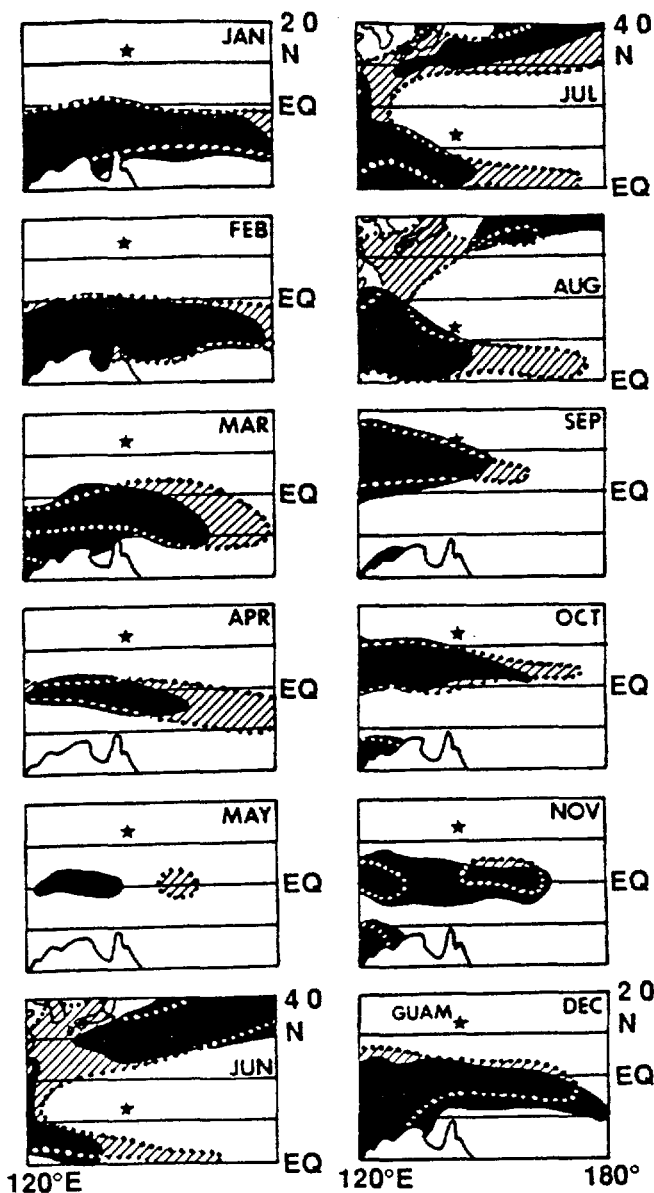 JAN
20
N
EQ
FEB
EQ
MAR
EQ
APR
EQ
MAY
EQ
40
N
JUN
EQ
120°E
40
N
JUL
EQ
AUG
EQ
SEP
EQ
OCT
EQ
NOV
EQ
GUAM
DEC
20
N
EQ
120°E
180°